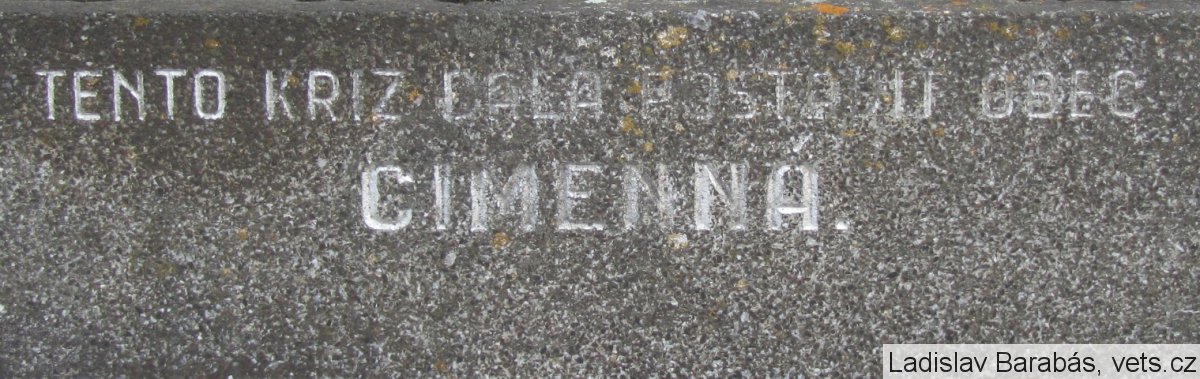 TENTO KRIZ DALA POSTAVIT OBEC
CIMENNÁ.
Ladislav Barabás, vets.cz